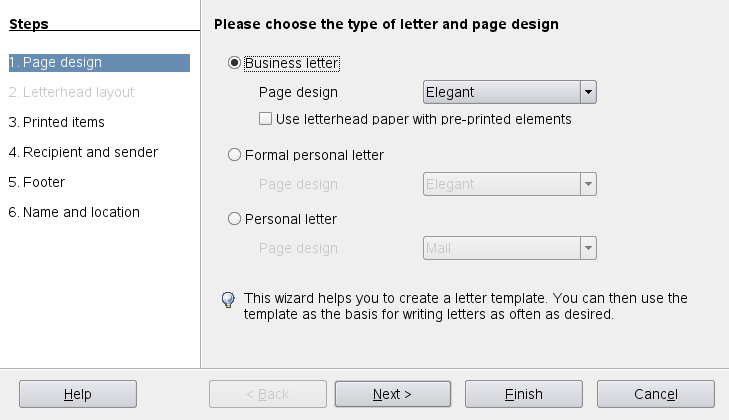 Steps
1. Page design
2. Letterhead layout
3. Printed items
4. Recipient and sender
5. Footer
6. Name and location
Please choose the type of letter and page design
Business letter
Page design Elegant
Use letterhead paper with pre-printed elements
Formal personal letter
Page design Elegant
Personal letter
Page design Mail
This wizard helps you to create a letter template. You can then use the
template as the basis for writing letters as often as desired.
Help < Back Next > Finish Cancel